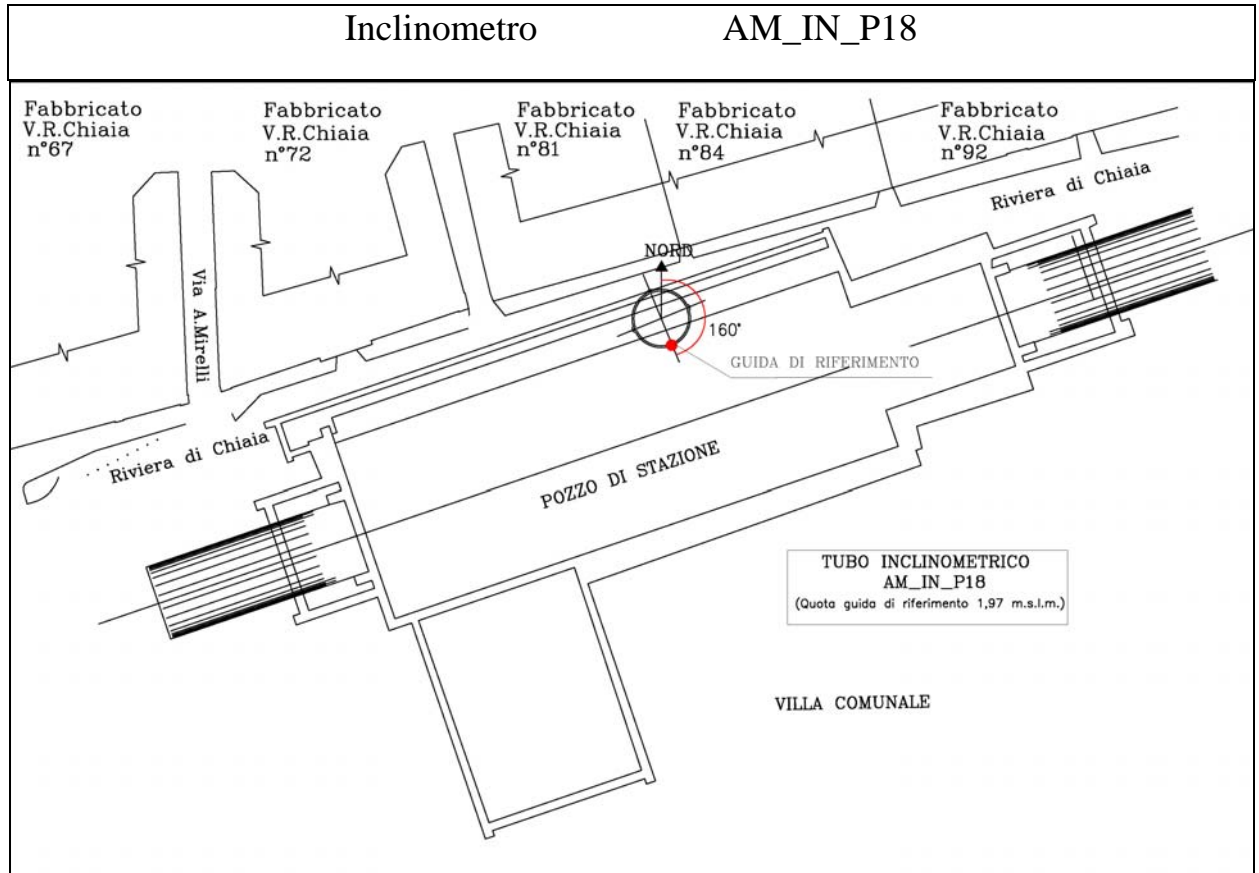 Inclinometro AM_IN_P18
Fabbricato
V.R.Chiaia
n°67
Fabbricato
V.R.Chiaia
n°72
Fabbricato
V.R.Chiaia
n°81
Fabbricato
V.R.Chiaia
n°84
Fabbricato
V.R.Chiaia
n°92
Riviera di Chiaia
NORD
Via A.Mirelli
160°
GUIDA DI RIFERIMENTO
Riviera di Chiaia
POZZO DI STAZIONE
TUBO INCLINOMETRICO
AM_IN_P18
(Quota guida di riferimento 1,97 m.s.l.m.)
VILLA COMUNALE